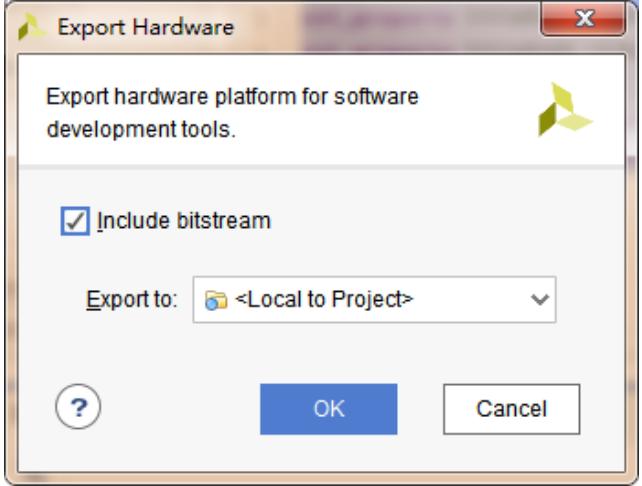 Export Hardware
Export hardware platform for software
development tools.
Include bitstream
Export to: <Local to Project>
? OK Cancel